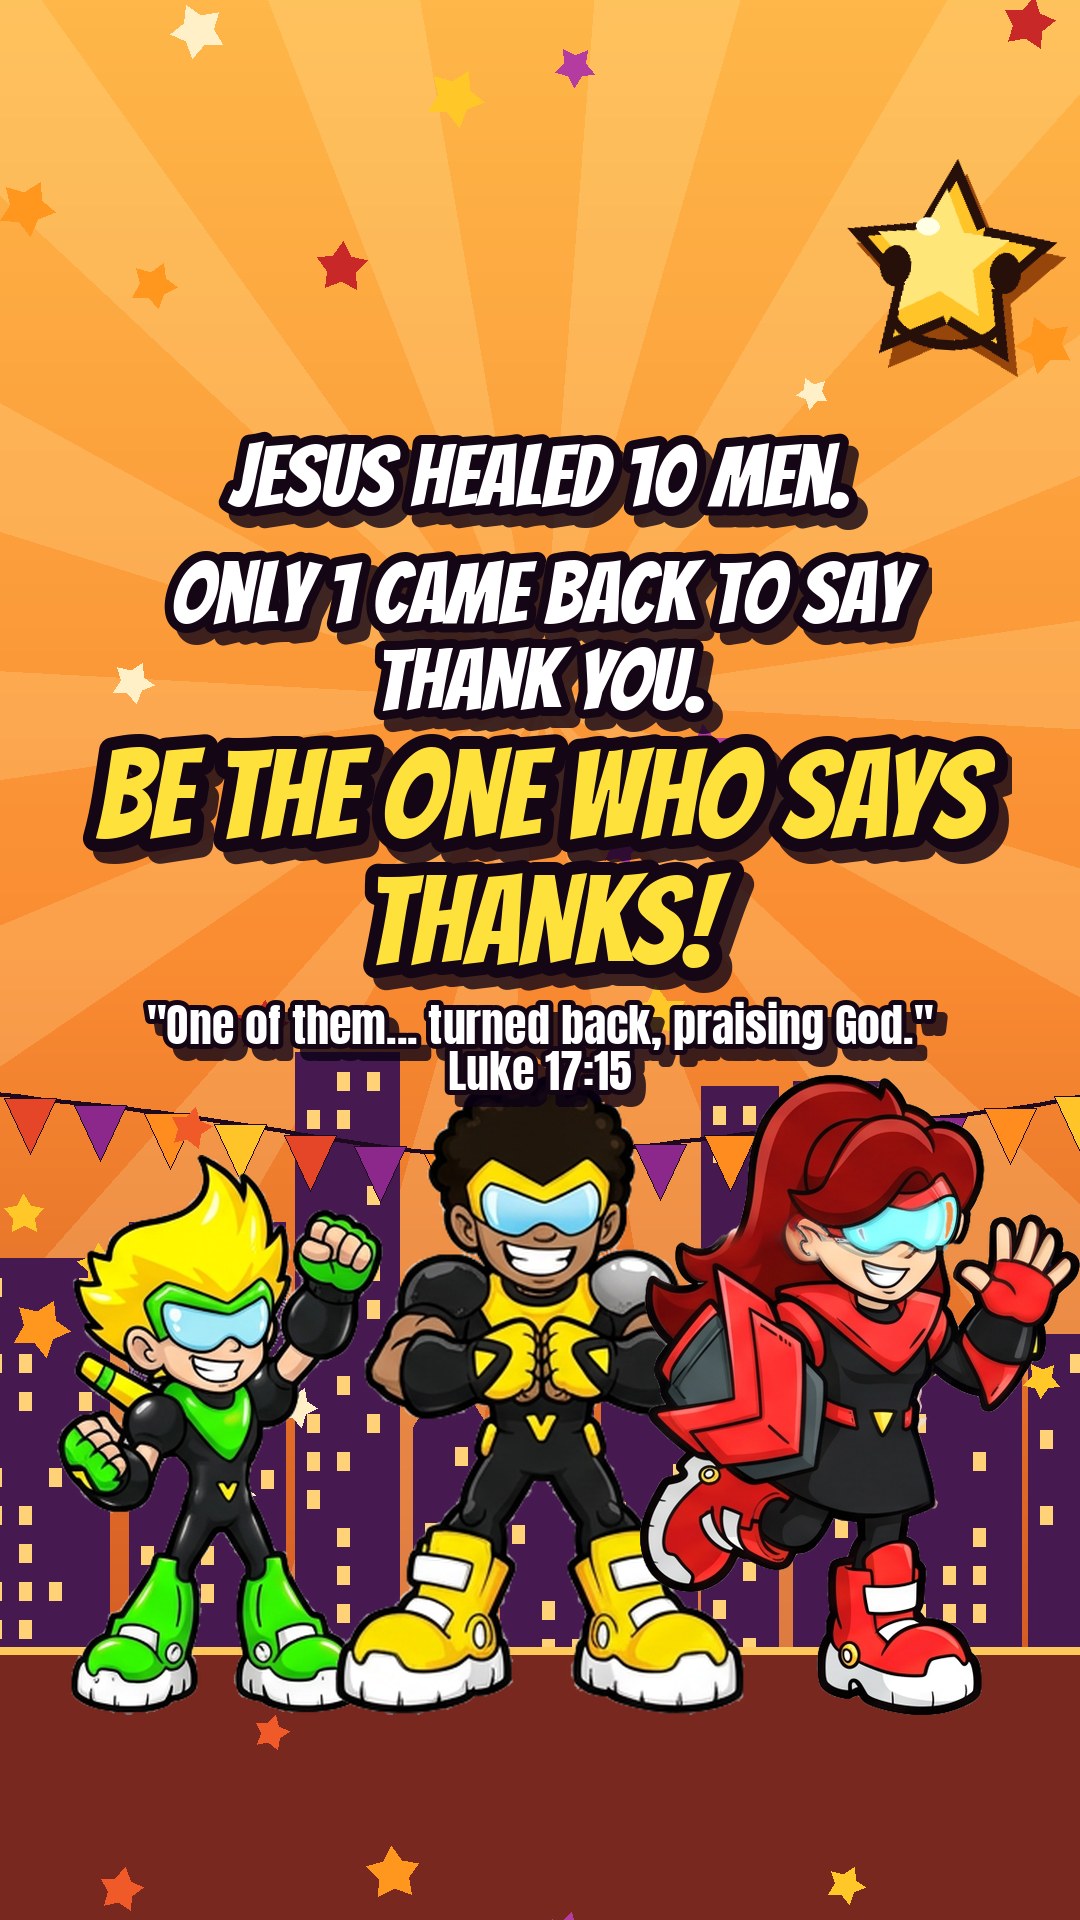 JESUS HEALED 10 MEN.
ONLY 1 CAME BACK TO SAY
THANK YOU.
BE THE ONE WHO SAYS
THANKS!
"One of them... turned back, praising God."
Luke 17:15
V
V